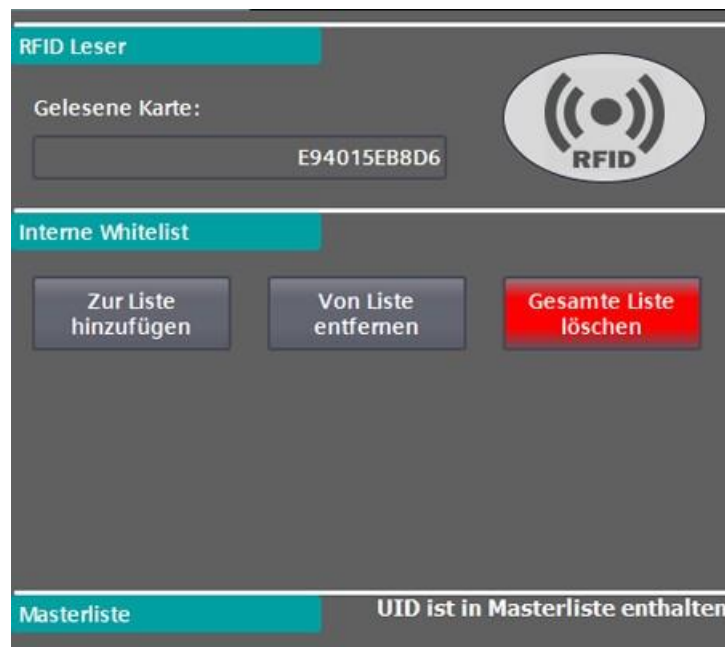 RFID Leser
Gelesene Karte:
E94015EB8D6
RFID
Interne Whitelist
Zur Liste
hinzufügen
Von Liste
entfernen
Gesamte Liste
löschen
Masterliste
UID ist in Masterliste enthalten